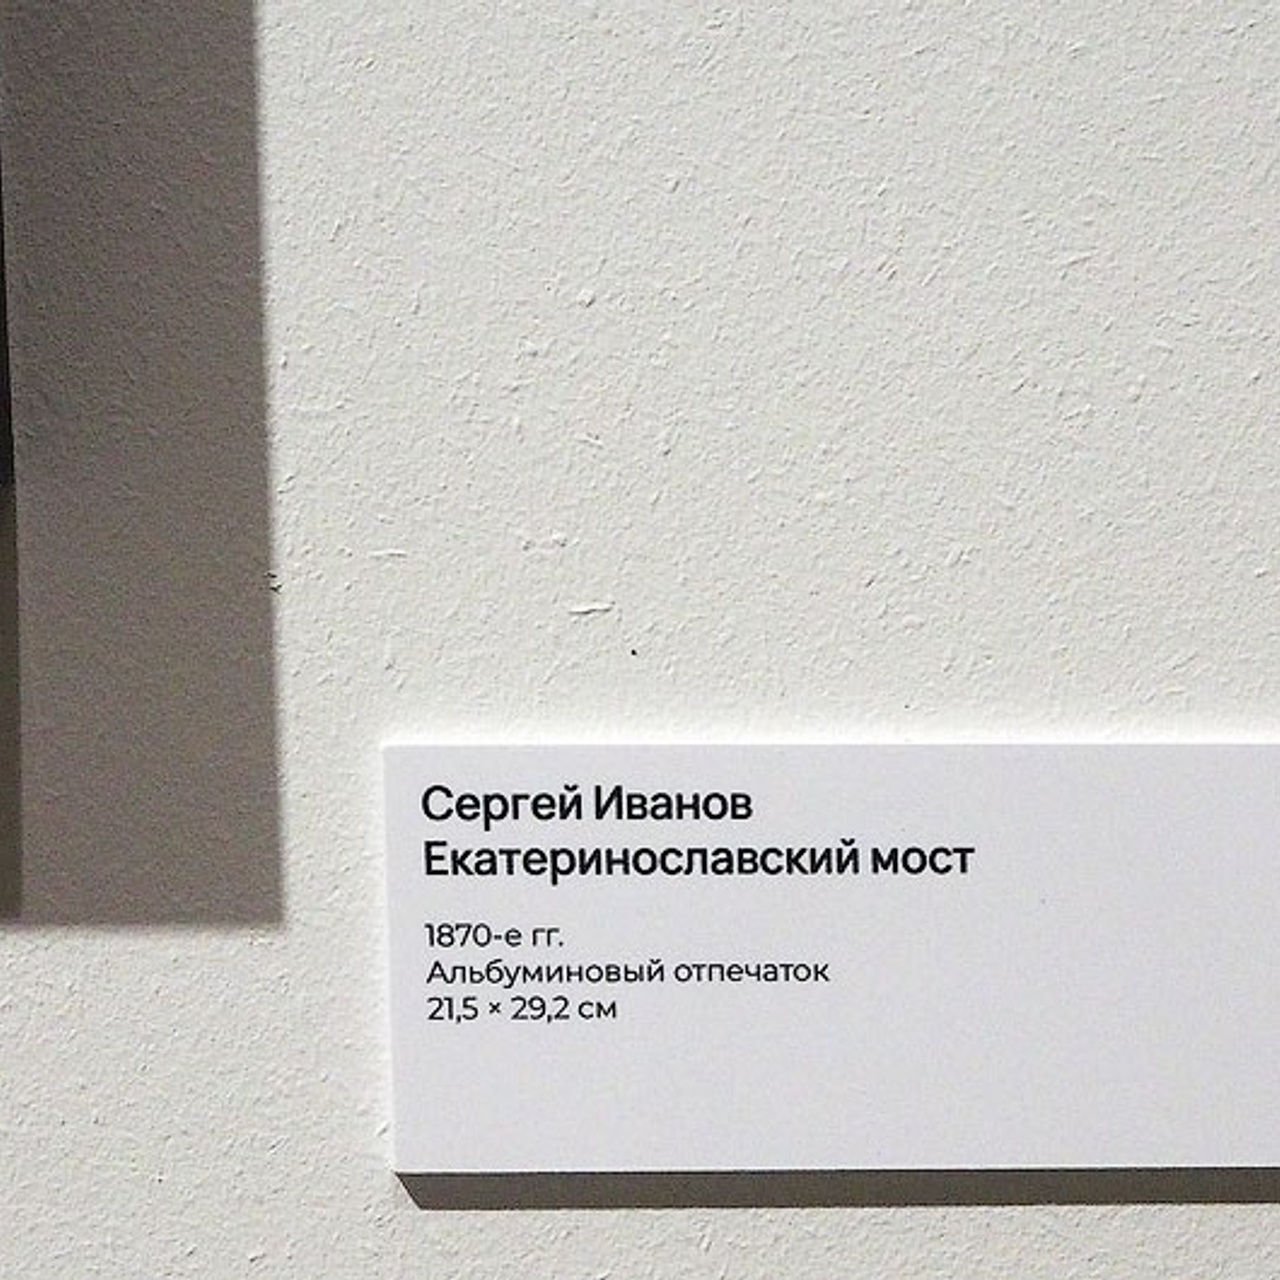 Сергей Иванов
Екатеринославский мост
1870-е гг.
Альбуминовый отпечаток
21,5 × 29,2 см